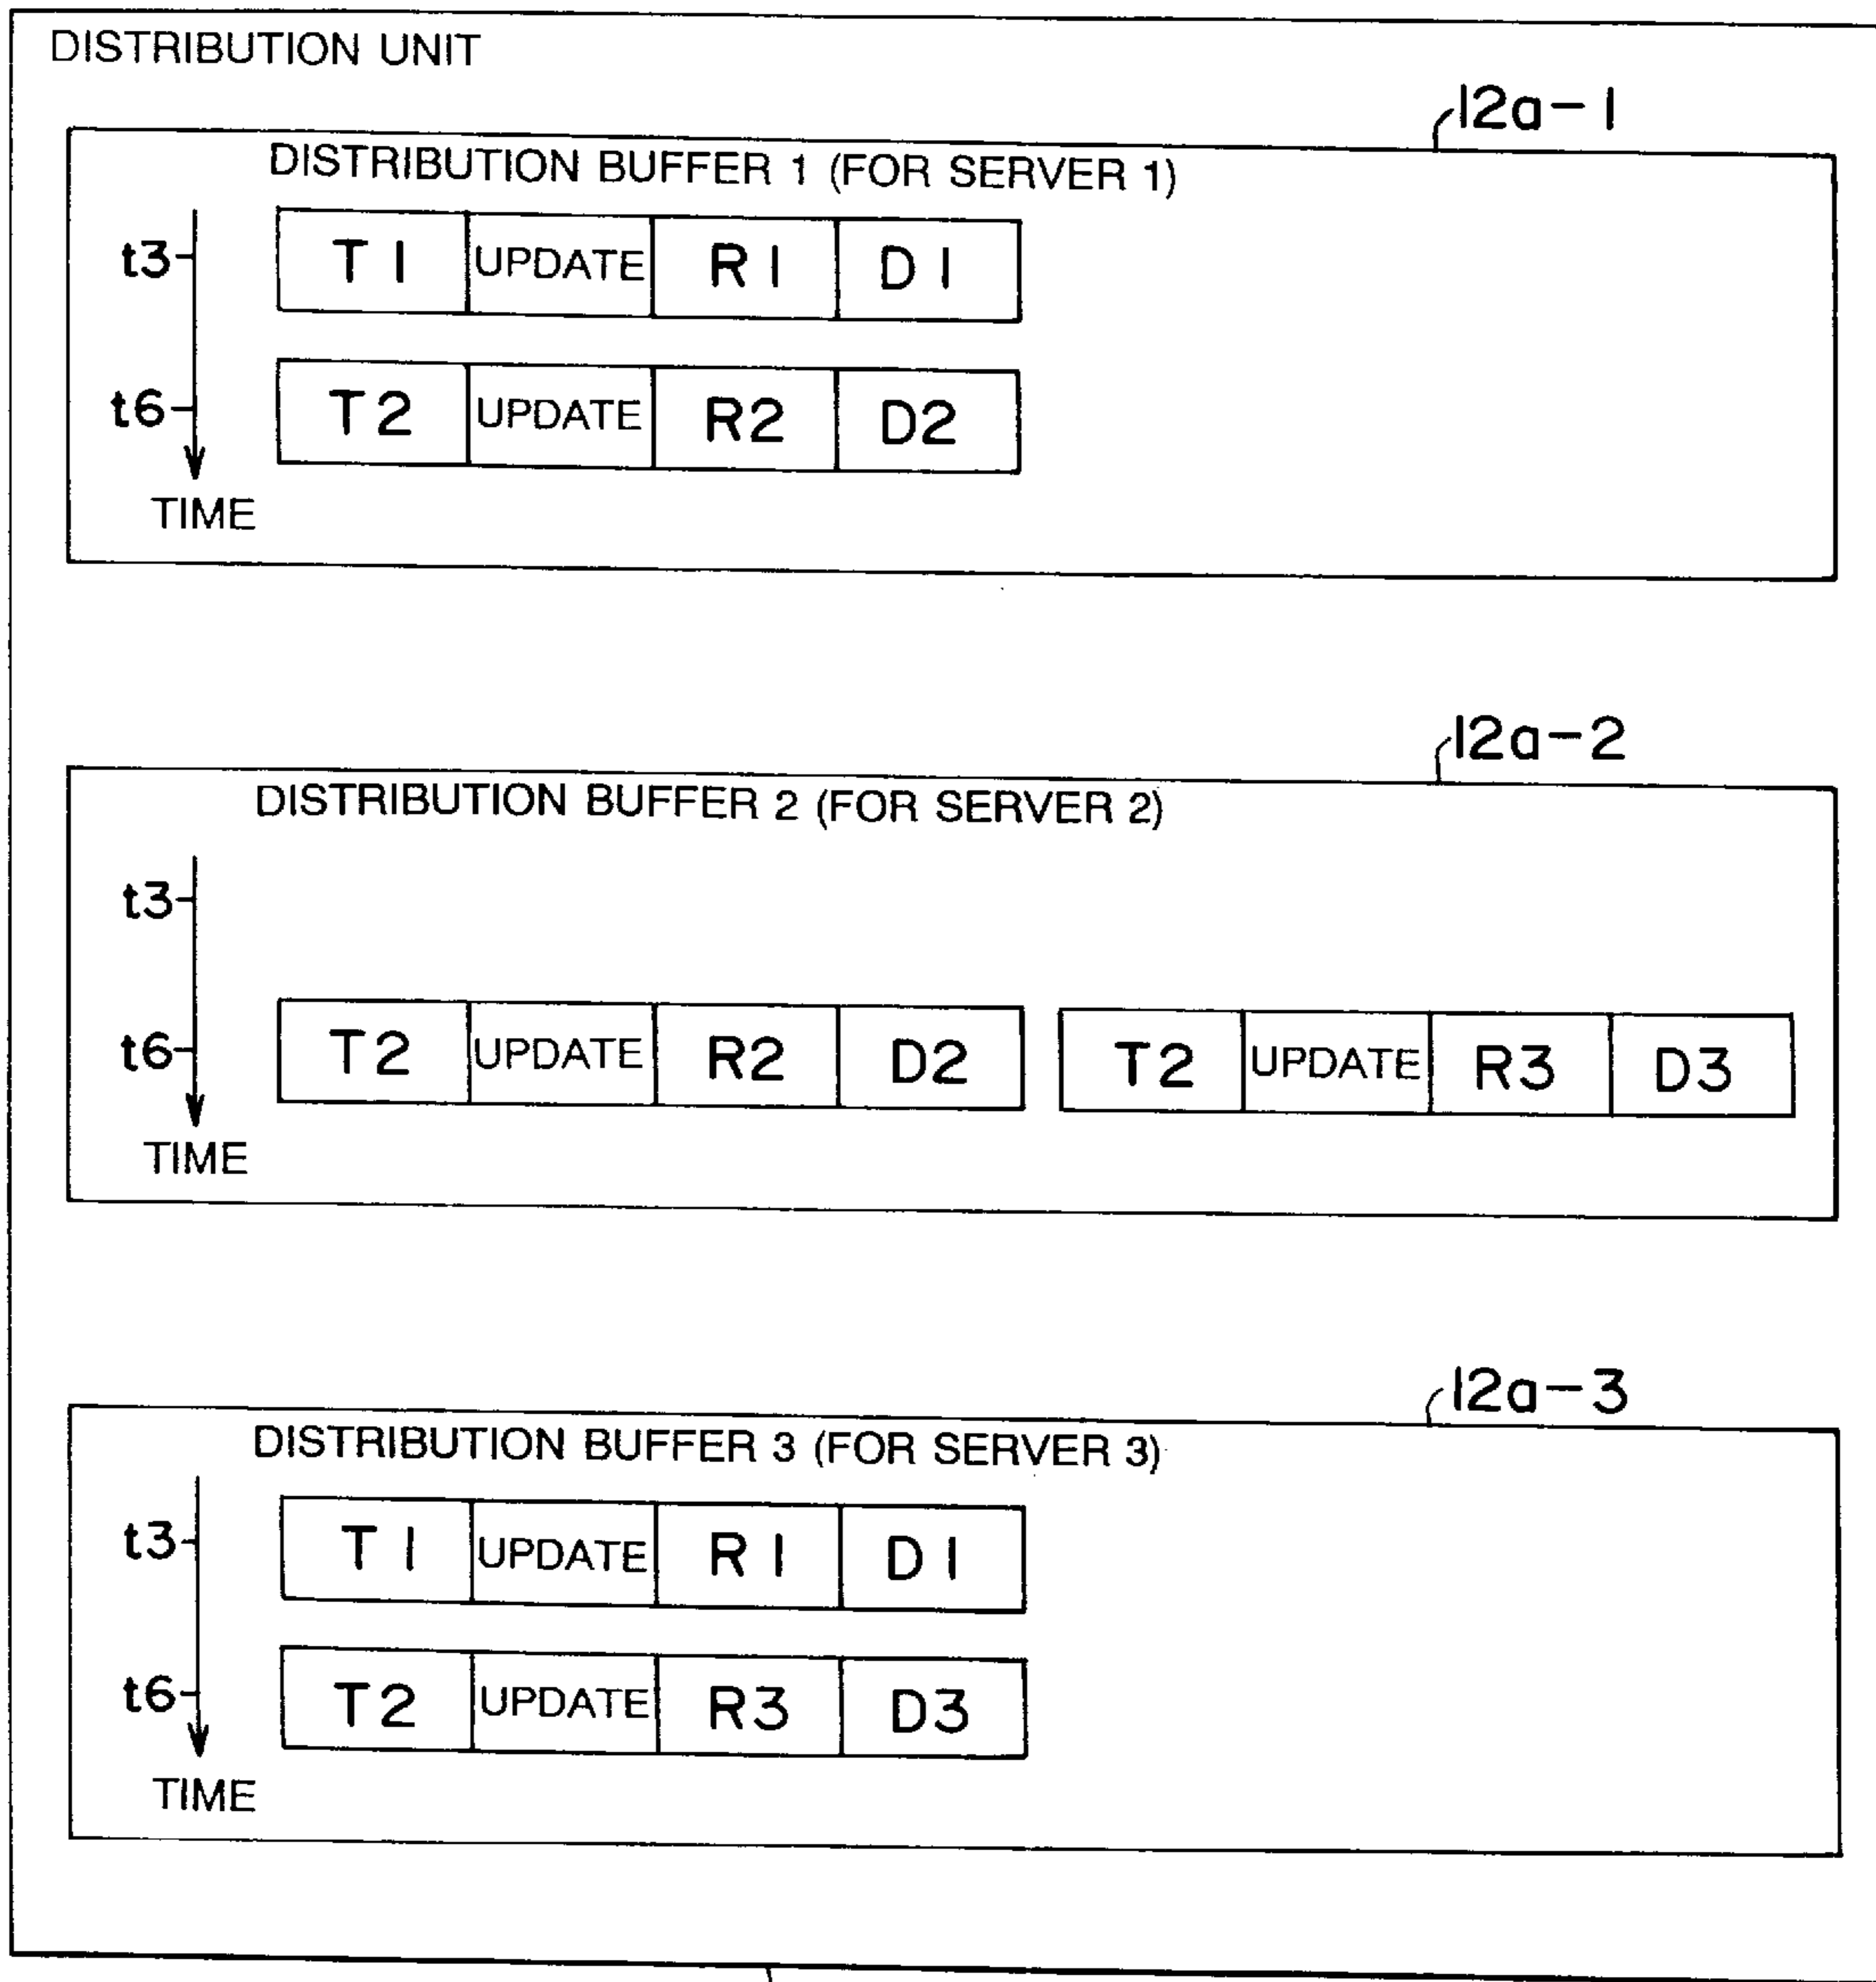 DISTRIBUTION UNIT
12a-1
DISTRIBUTION BUFFER 1 (FOR SERVER 1)
t3 T1 UPDATE R1 D1
t6 T2 UPDATE R2 D2
TIME
12a-2
DISTRIBUTION BUFFER 2 (FOR SERVER 2)
t3
t6 T2 UPDATE R2 D2 T2 UPDATE R3 D3
TIME
12a-3
DISTRIBUTION BUFFER 3 (FOR SERVER 3)
t3 T1 UPDATE R1 D1
t6 T2 UPDATE R3 D3
TIME